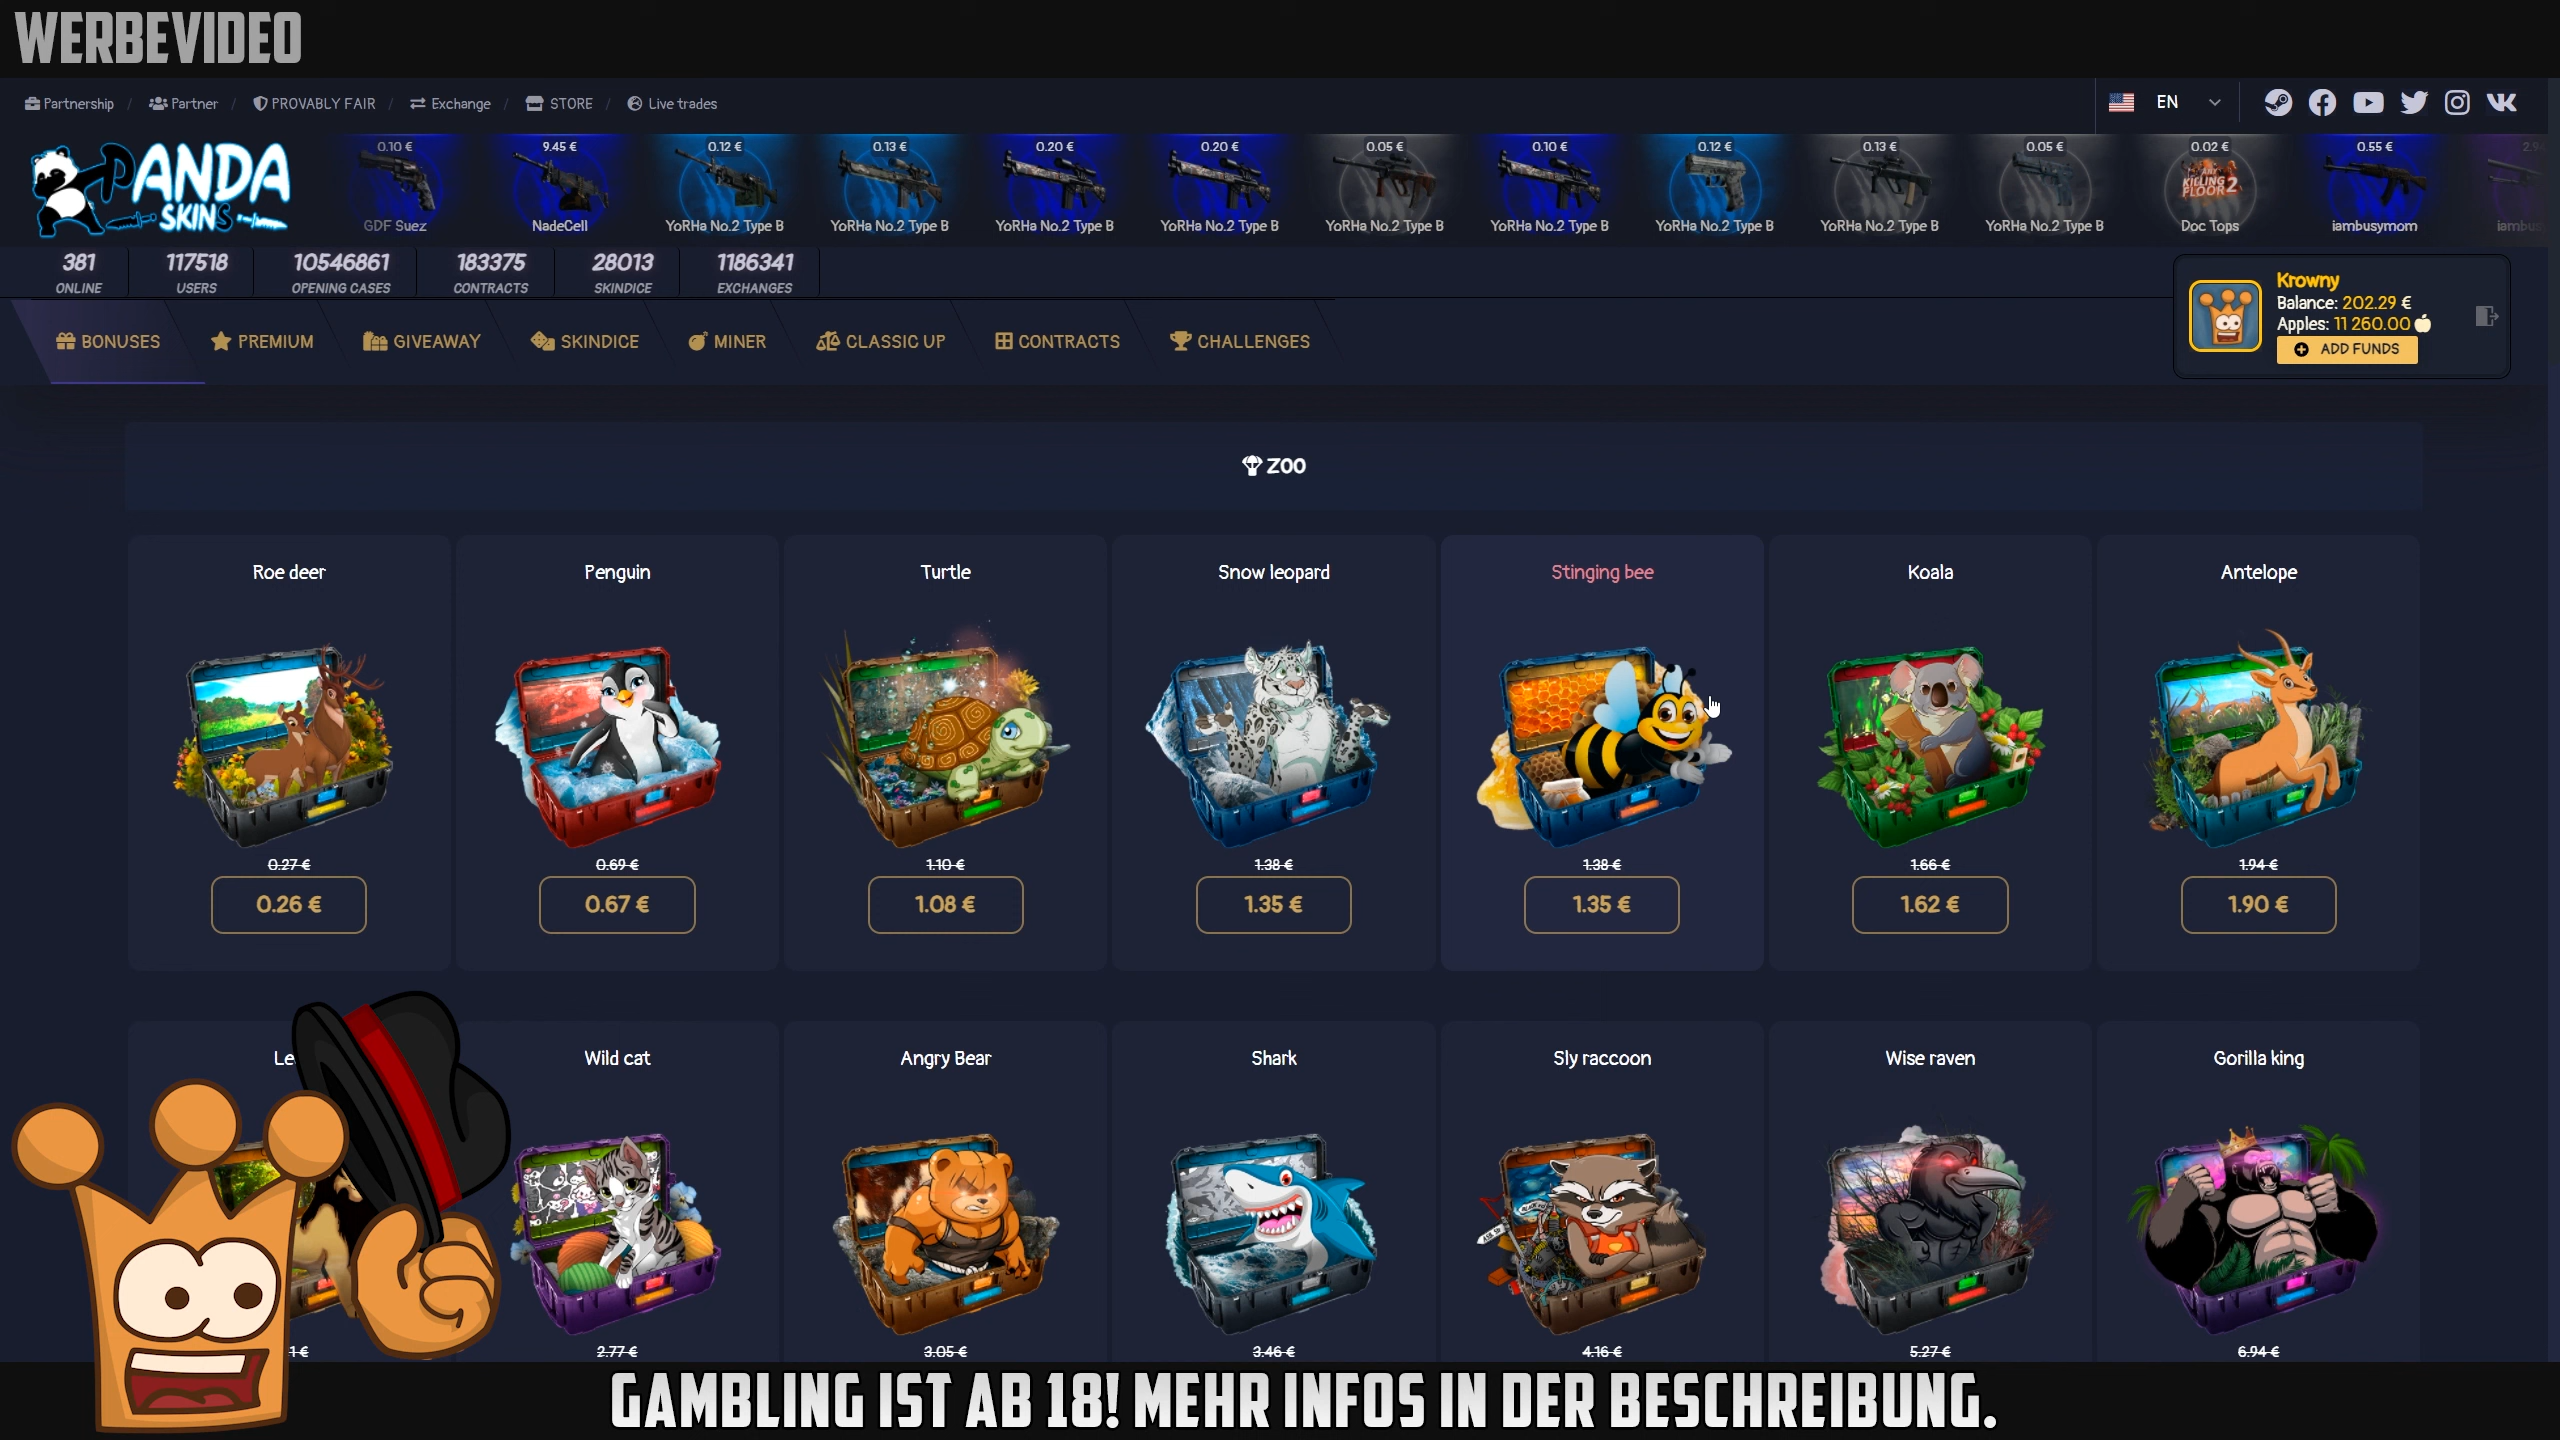 WERBEVIDEO
Partnership / Partner / PROVABLY FAIR / Exchange / STORE / Live trades
EN
PANDA
SKINS
0.10 € 9.45 € 0.12 € 0.13 € 0.20 € 0.20 € 0.05 € 0.10 € 0.12 € 0.13 € 0.05 € 0.02 € 0.55 €
KILLING
FLOOR 2
GDF Suez NadeCell YoRHa No.2 Type B YoRHa No.2 Type B YoRHa No.2 Type B YoRHa No.2 Type B YoRHa No.2 Type B YoRHa No.2 Type B YoRHa No.2 Type B YoRHa No.2 Type B YoRHa No.2 Type B Doc Tops iambusymom
381 117518 10546861 183375 28013 1186341
ONLINE USERS OPENING CASES CONTRACTS SKINDICE EXCHANGES
Krowny
Balance: 202.29 €
Apples: 11 260.00
ADD FUNDS
BONUSES PREMIUM GIVEAWAY SKINDICE MINER CLASSIC UP CONTRACTS CHALLENGES
ZOO
Roe deer Penguin Turtle Snow leopard Stinging bee Koala Antelope
0.27 € 0.69 € 1.10 € 1.38 € 1.38 € 1.66 € 1.94 €
0.26 € 0.67 € 1.08 € 1.35 € 1.35 € 1.62 € 1.90 €
Wild cat Angry Bear Shark Sly raccoon Wise raven Gorilla king
2.77 € 3.05 € 3.46 € 4.16 € 5.27 € 6.94 €
GAMBLING IST AB 18! MEHR INFOS IN DER BESCHREIBUNG.